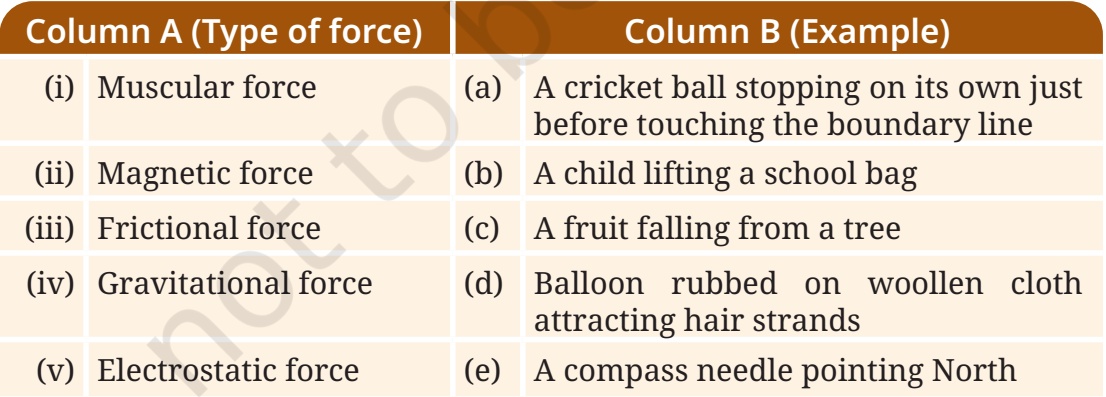 Column A (Type of force) Column B (Example)
(i) Muscular force (a) A cricket ball stopping on its own just
before touching the boundary line
(ii) Magnetic force (b) A child lifting a school bag
(iii) Frictional force (c) A fruit falling from a tree
(iv) Gravitational force (d) Balloon rubbed on woollen cloth
attracting hair strands
(v) Electrostatic force (e) A compass needle pointing North
not to b